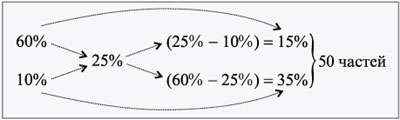 60% (25% − 10%) = 15%
25% 50 частей
10% (60% − 25%) = 35%